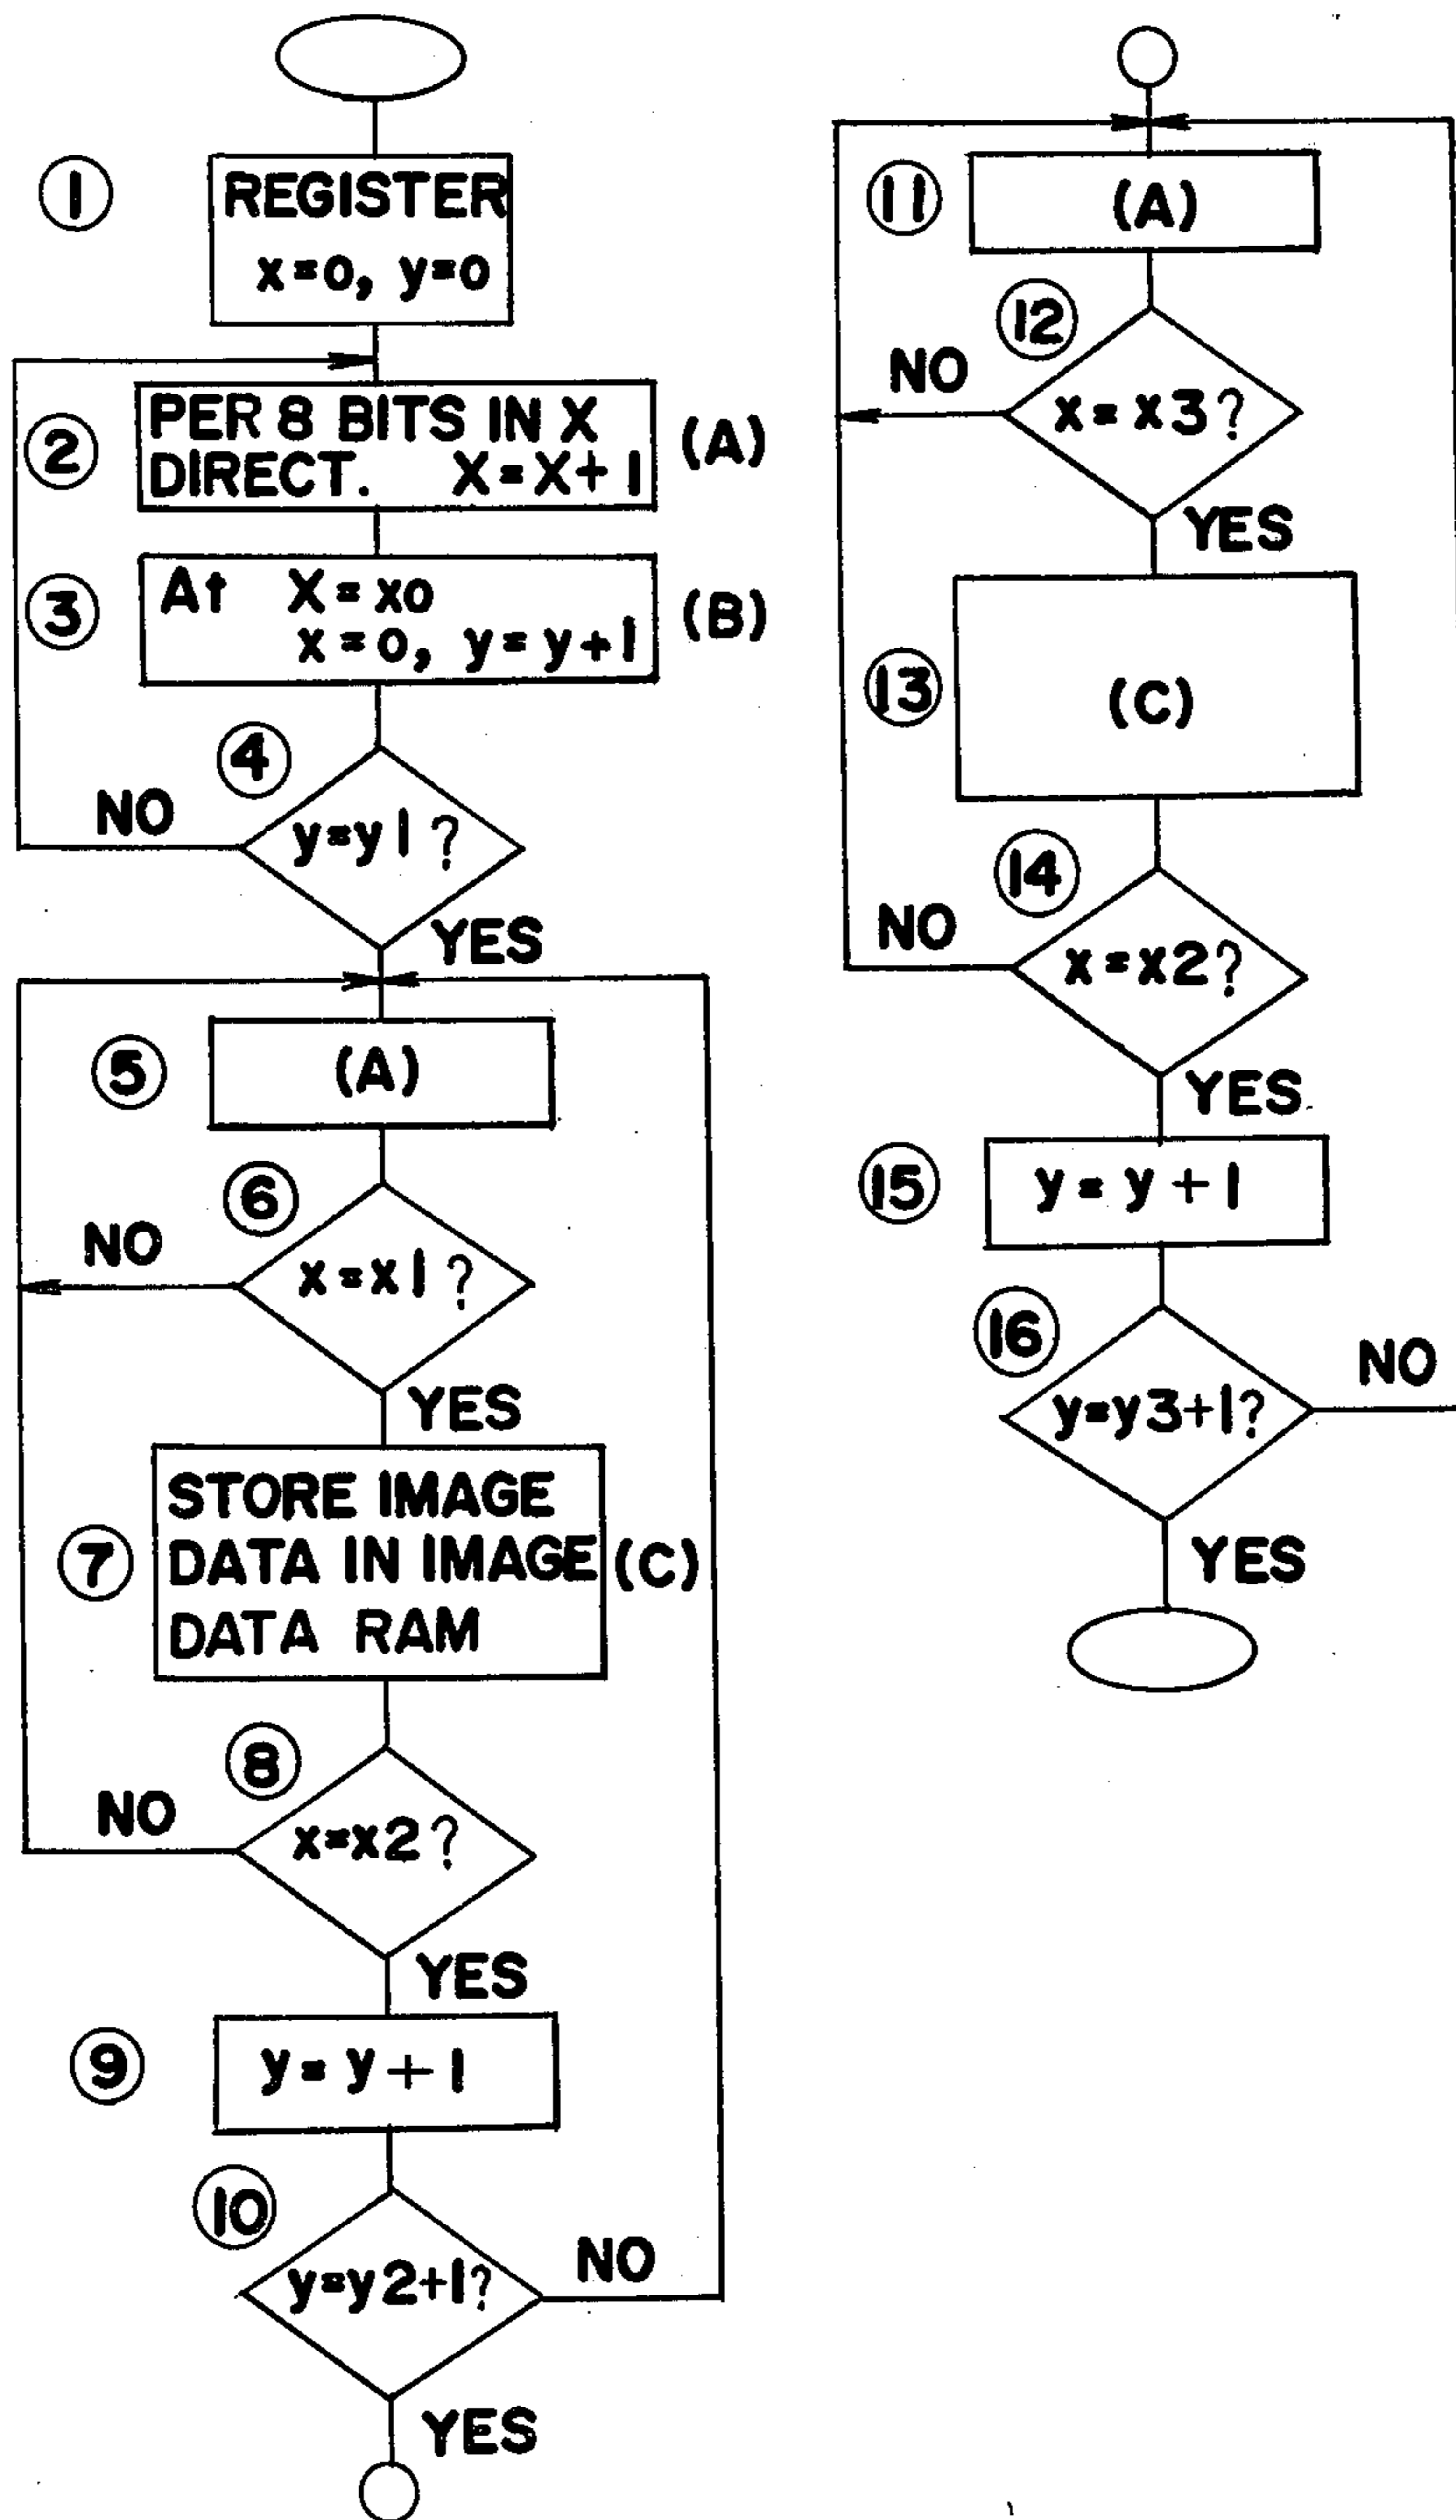 1
REGISTER
x=0, y=0
2
PER 8 BITS IN X
DIRECT. X=X+1
(A)
3
At X=x0
x=0, y=y+1
(B)
4
NO
y=y1?
YES
5
(A)
6
NO
x=x1?
YES
7
STORE IMAGE
DATA IN IMAGE
DATA RAM
(C)
8
NO
x=x2?
YES
9
y=y+1
10
y=y2+1?
NO
YES
11
(A)
12
NO
x=x3?
YES
13
(C)
14
NO
x=x2?
YES
15
y=y+1
16
y=y3+1?
NO
YES